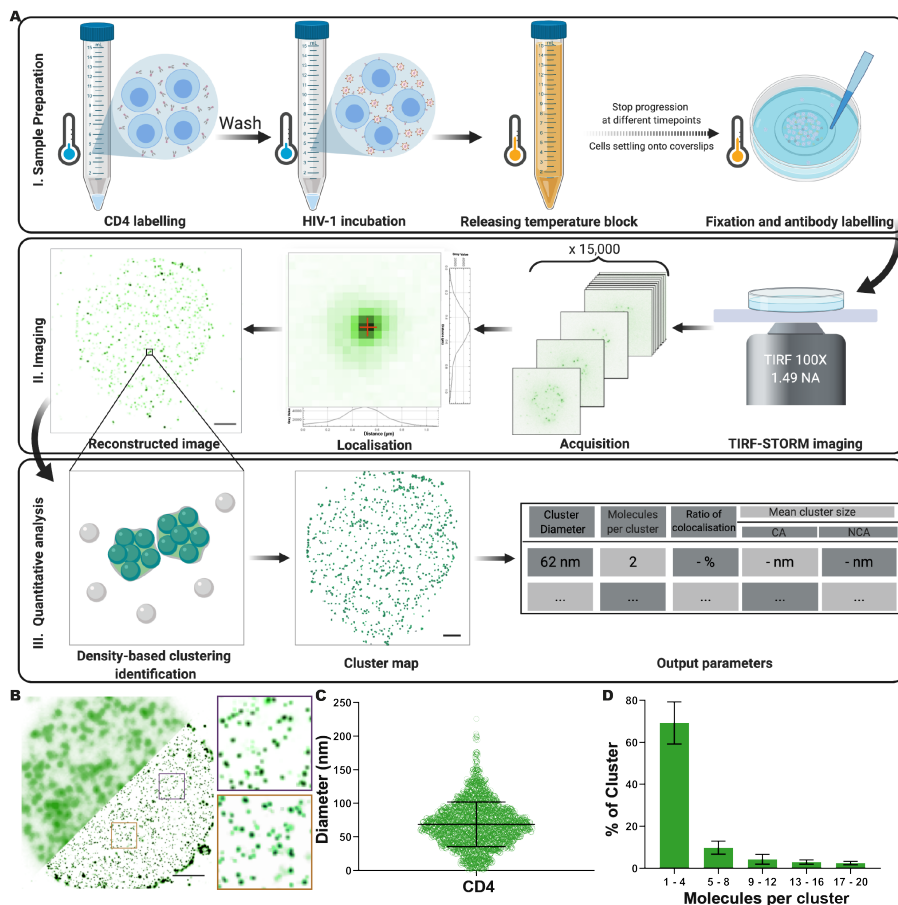 A
I. Sample Preparation
Wash
Stop progression
at different timepoints
Cells settling onto coverslips
CD4 labelling
HIV-1 incubation
Releasing temperature block
Fixation and antibody labelling
II. Imaging
x 15,000
TIRF 100X
1.49 NA
Distance (µm)
Reconstructed image
Localisation
Acquisition
TIRF-STORM imaging
III. Quantitative analysis
Cluster Diameter
Molecules per cluster
Ratio of colocalisation
Mean cluster size
CA
NCA
62 nm
2
- %
- nm
- nm
... ... ... ... ...
Density-based clustering
identification
Cluster map
Output parameters
B
C
Diameter (nm)
250
200
150
100
50
0
CD4
D
% of Cluster
80
60
40
20
0
1 - 4
5 - 8
9 - 12
13 - 16
17 - 20
Molecules per cluster